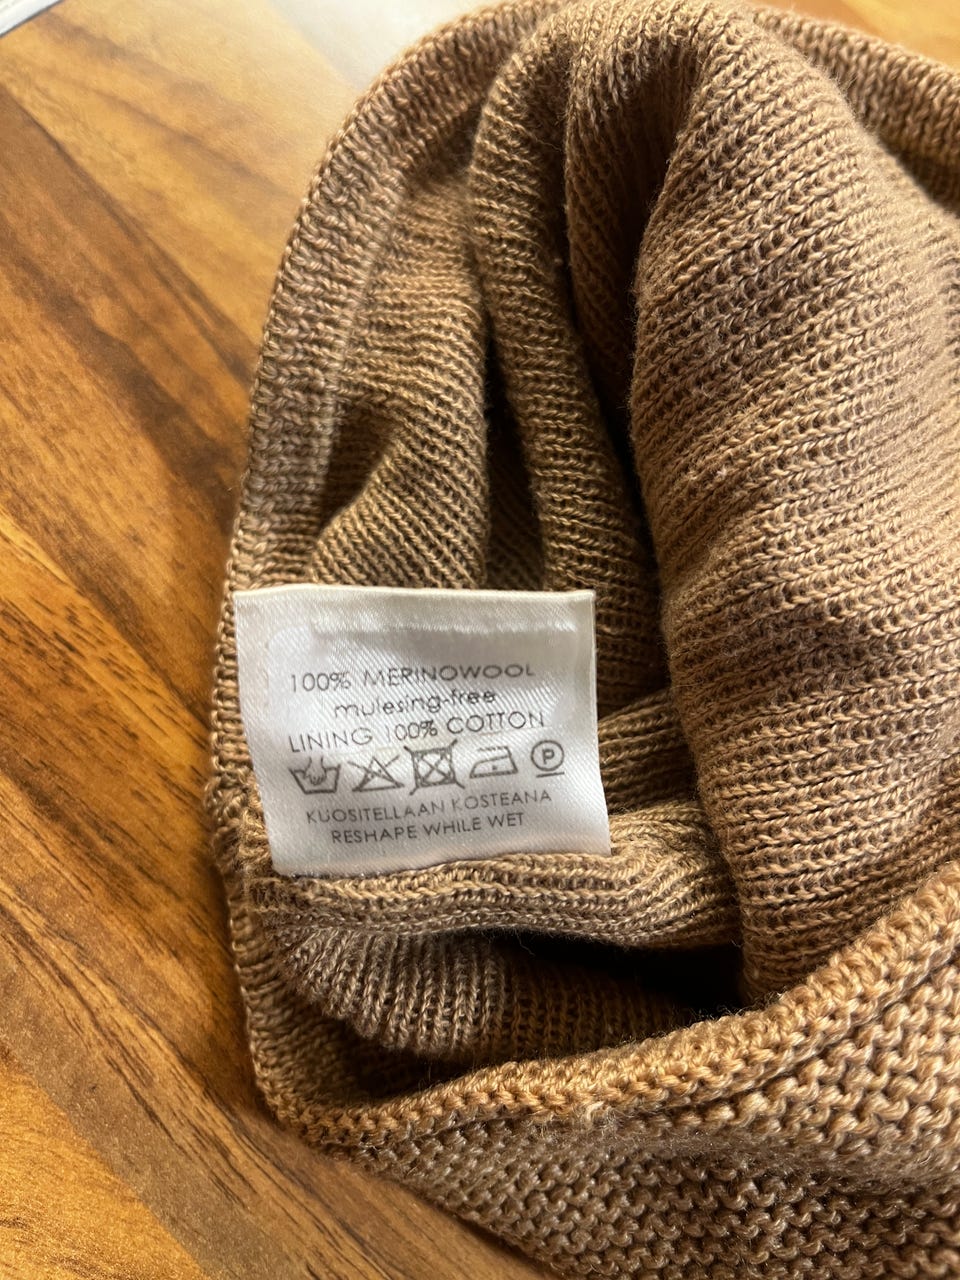 100% MERINOWOOL
mulesing-free
LINING 100% COTTON
P
KUOSITELLAAN KOSTEANA
RESHAPE WHILE WET